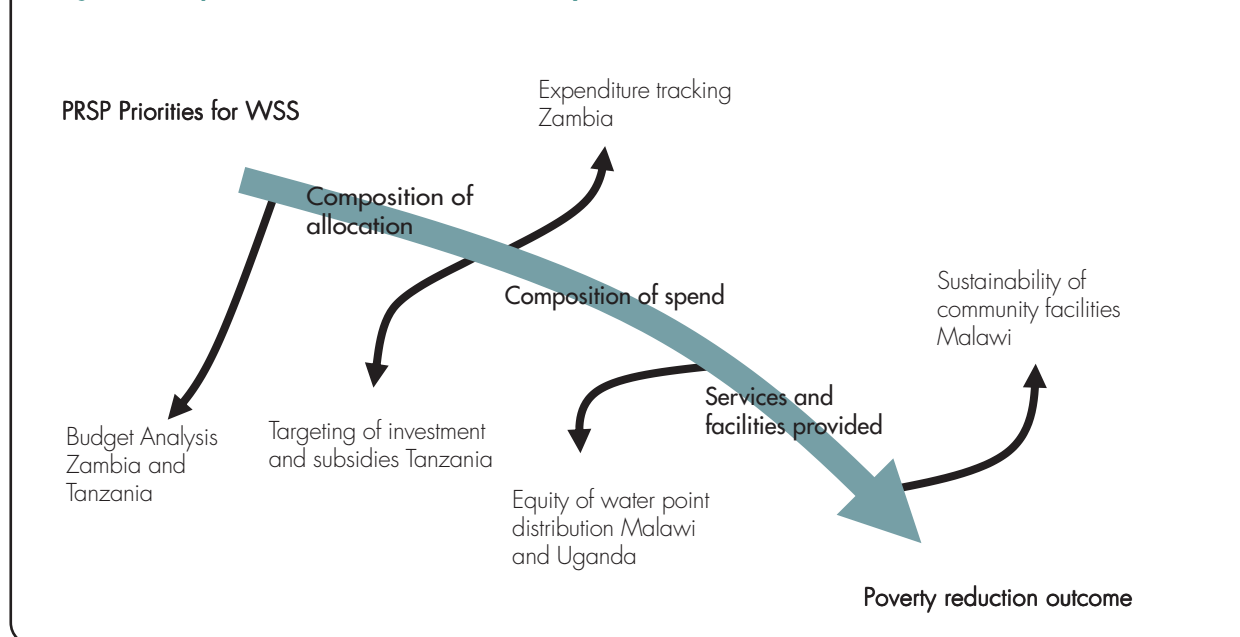 PRSP Priorities for WSS
Expenditure tracking
Zambia
Composition of
allocation
Composition of spend
Sustainability of
community facilities
Malawi
Services and
facilities provided
Budget Analysis
Zambia and
Tanzania
Targeting of investment
and subsidies Tanzania
Equity of water point
distribution Malawi
and Uganda
Poverty reduction outcome